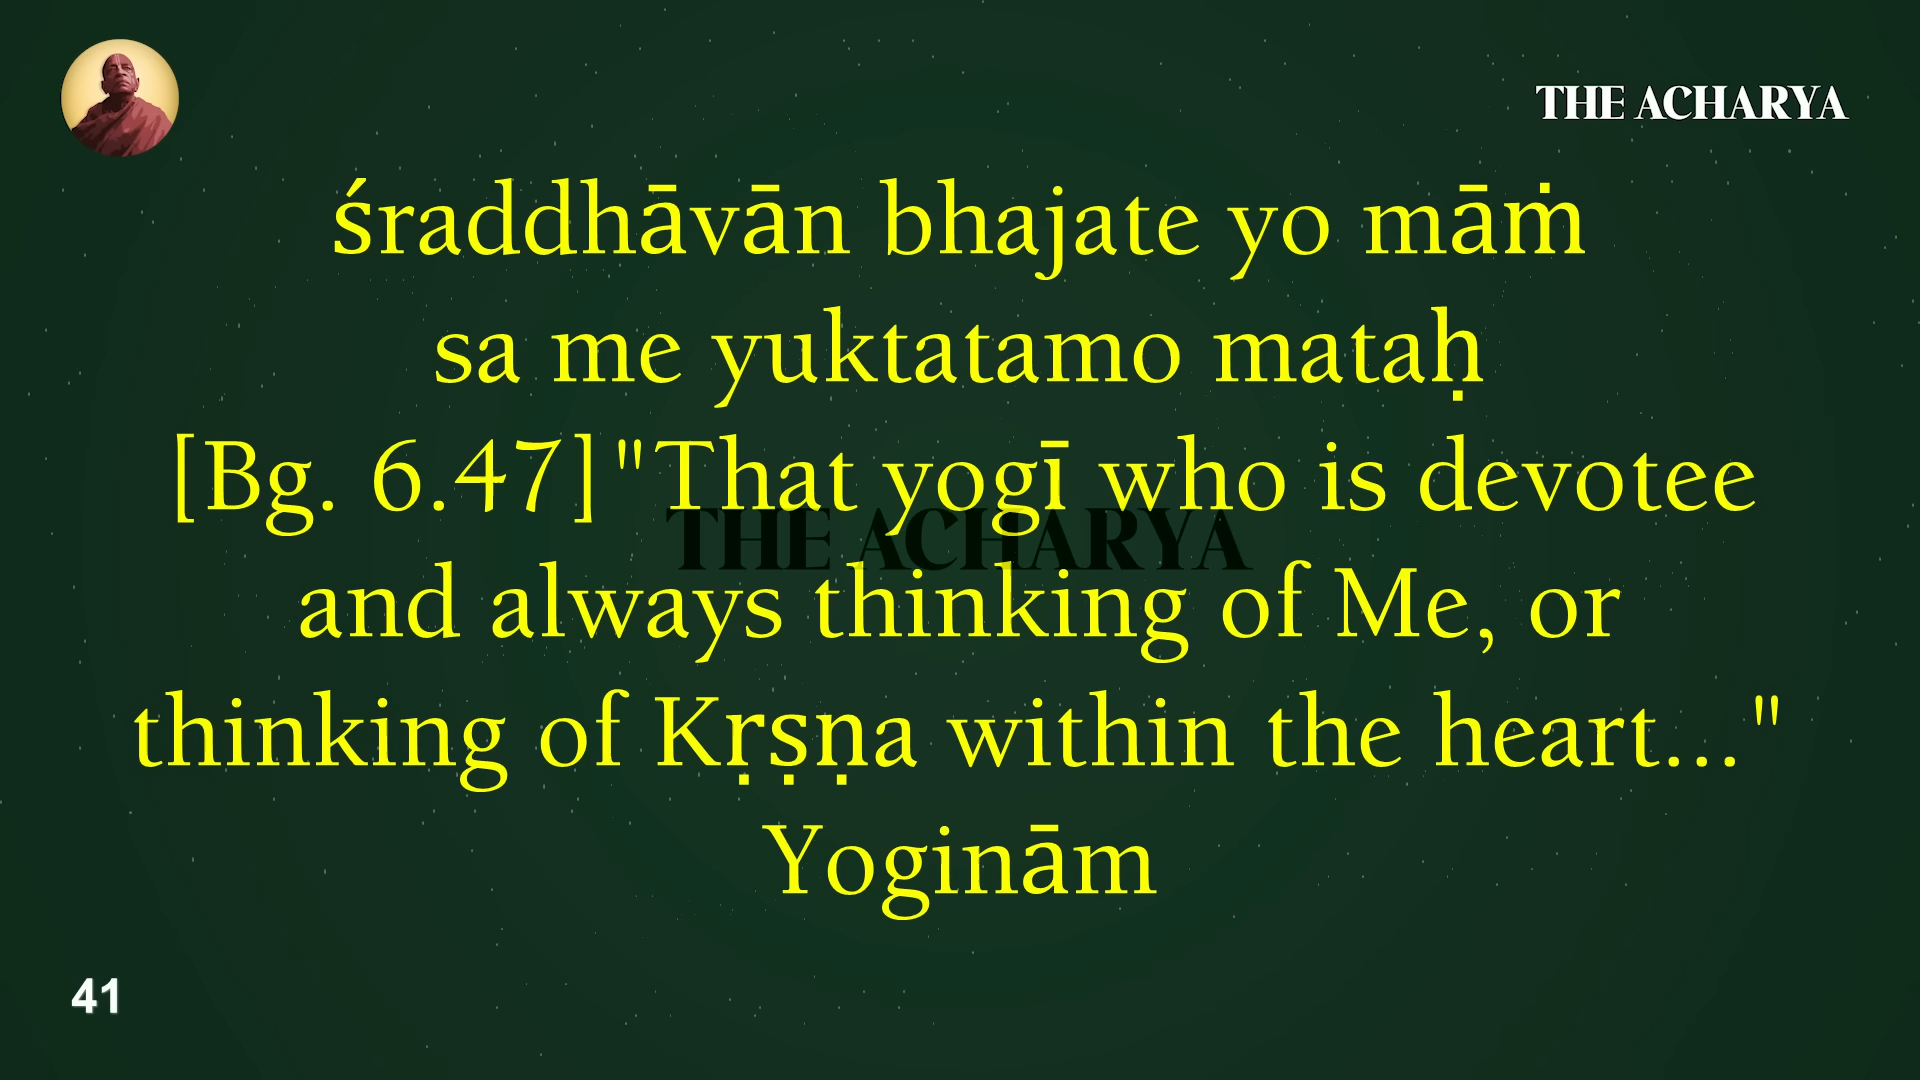 THE ACHARYA
śraddhāvān bhajate yo māṁ
sa me yuktatamo mataḥ
[Bg. 6.47] "That yogī who is devotee
THE ACHARYA
and always thinking of Me, or
thinking of Kṛṣṇa within the heart..."
Yoginām
41